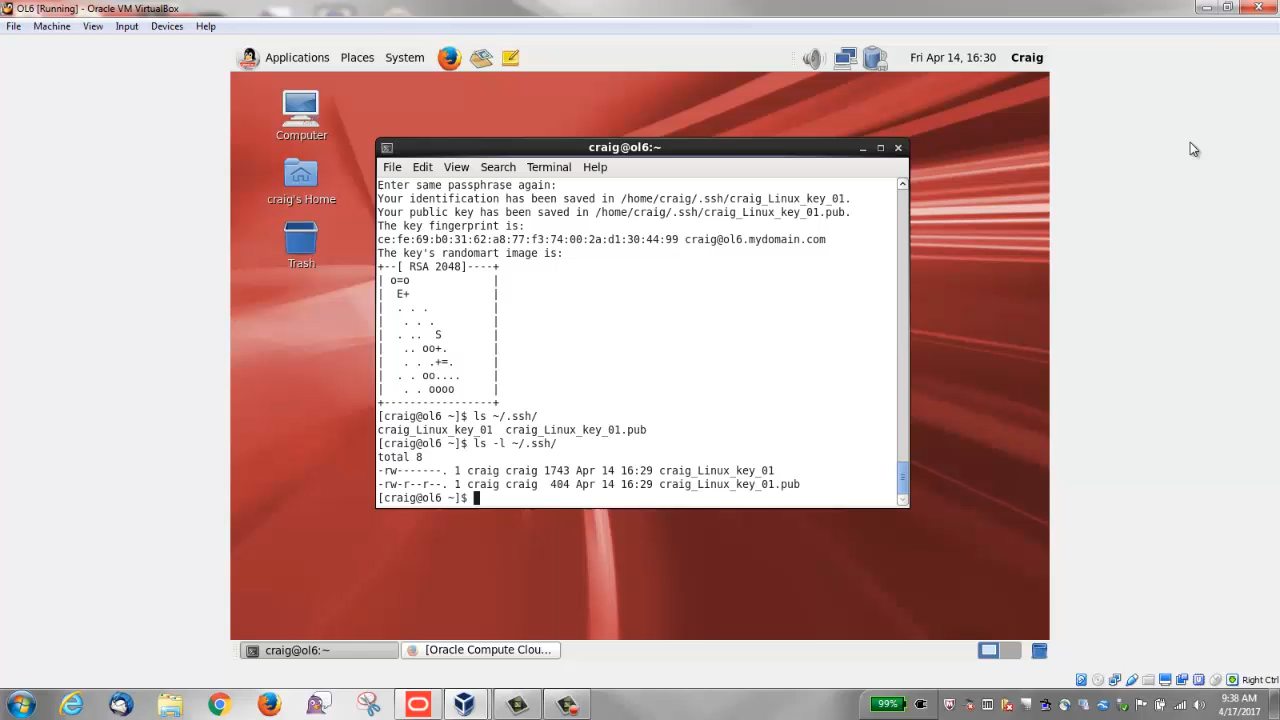 OL6 [Running] - Oracle VM VirtualBox
File Machine View Input Devices Help
Applications Places System
Fri Apr 14, 16:30 Craig
Computer
craig's Home
Trash
craig@ol6:~
File Edit View Search Terminal Help
Enter same passphrase again:
Your identification has been saved in /home/craig/.ssh/craig_Linux_key_01.
Your public key has been saved in /home/craig/.ssh/craig_Linux_key_01.pub.
The key fingerprint is:
ce:fe:69:b0:31:62:a8:77:f3:74:00:2a:d1:30:44:99 craig@ol6.mydomain.com
The key's randomart image is:
+--[ RSA 2048]----+
| o=o             |
|  E+             |
|  . . .          |
|   . . .         |
|  . ..  S        |
|   .. oo+.       |
|   . . .+=.      |
|  . . oo....     |
|   . . oooo      |
+-----------------+
[craig@ol6 ~]$ ls ~/.ssh/
craig_Linux_key_01  craig_Linux_key_01.pub
[craig@ol6 ~]$ ls -l ~/.ssh/
total 8
-rw-------. 1 craig craig 1743 Apr 14 16:29 craig_Linux_key_01
-rw-r--r--. 1 craig craig  404 Apr 14 16:29 craig_Linux_key_01.pub
[craig@ol6 ~]$
craig@ol6:~
[Oracle Compute Clou...
Right Ctrl
99%
9:38 AM
4/17/2017